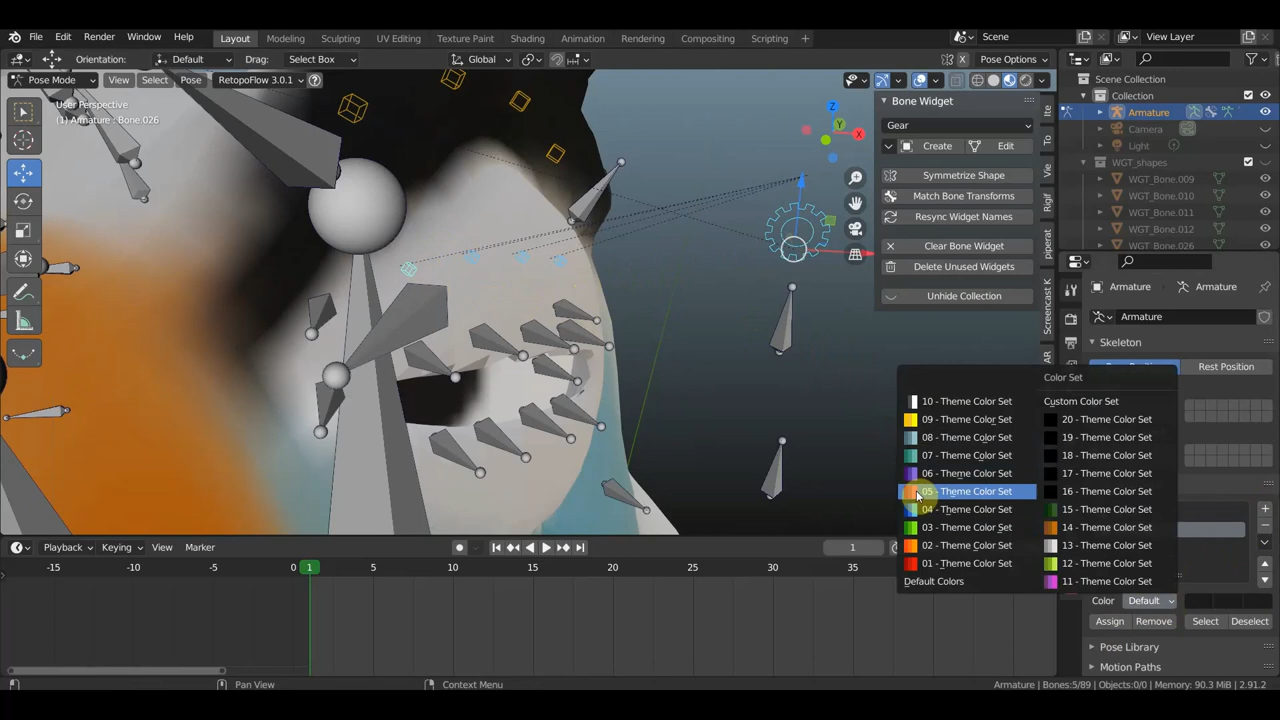 File Edit Render Window Help Layout Modeling Sculpting UV Editing Texture Paint Shading Animation Rendering Compositing Scripting + Scene View Layer
Orientation: Default Drag: Select Box Global X Pose Options
Pose Mode View Select Pose RetopoFlow 3.0.1 ?
User Perspective
(1) Armature : Bone.026
Z
Y
X
Bone Widget
Gear
Create Edit
Symmetrize Shape
Match Bone Transforms
Resync Widget Names
Clear Bone Widget
Delete Unused Widgets
Unhide Collection
Ite
To
Rigif
piperat
Screencast K
AR
Scene Collection
Collection
Armature
Camera
Light
WGT_shapes
WGT_Bone.009
WGT_Bone.010
WGT_Bone.011
WGT_Bone.012
WGT_Bone.026
Armature Armature
Armature
Skeleton
Rest Position
Color Set
10 - Theme Color Set Custom Color Set
09 - Theme Color Set 20 - Theme Color Set
08 - Theme Color Set 19 - Theme Color Set
07 - Theme Color Set 18 - Theme Color Set
06 - Theme Color Set 17 - Theme Color Set
05 - Theme Color Set 16 - Theme Color Set
04 - Theme Color Set 15 - Theme Color Set
03 - Theme Color Set 14 - Theme Color Set
02 - Theme Color Set 13 - Theme Color Set
01 - Theme Color Set 12 - Theme Color Set
Default Colors 11 - Theme Color Set
Color Default
Assign Remove Select Deselect
Pose Library
Motion Paths
Playback Keying View Marker 1
-15 -10 -5 0 1 5 10 15 20 25 30 35
Pan View Context Menu Armature | Bones:5/89 | Objects:0/0 | Memory: 90.3 MiB | 2.91.2